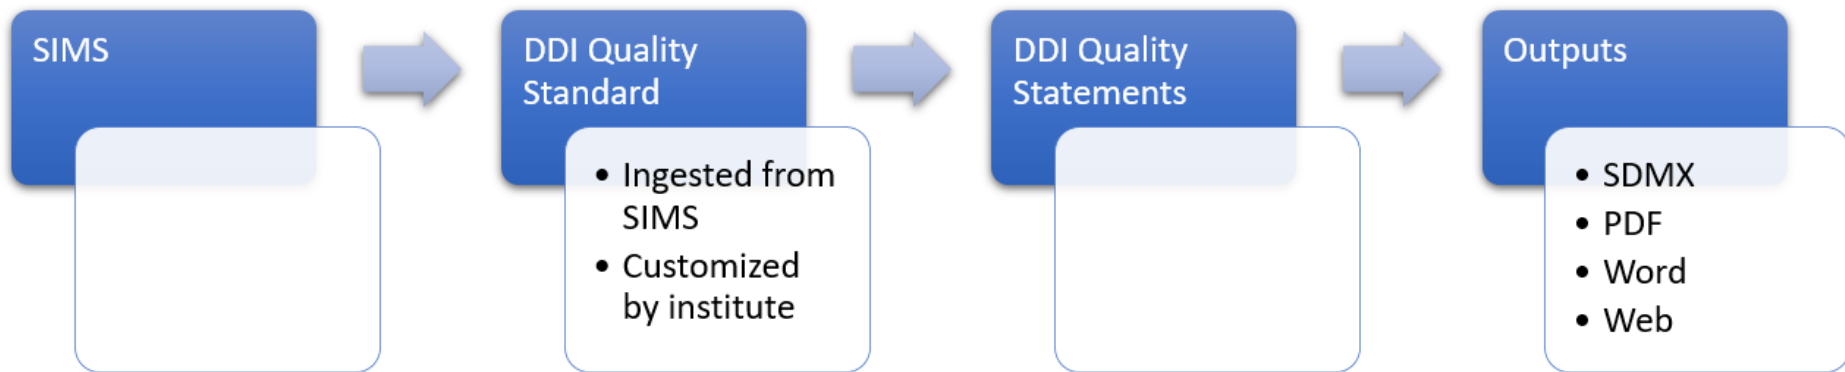 SIMS
DDI Quality
Standard
• Ingested from
SIMS
• Customized
by institute
DDI Quality
Statements
Outputs
• SDMX
• PDF
• Word
• Web